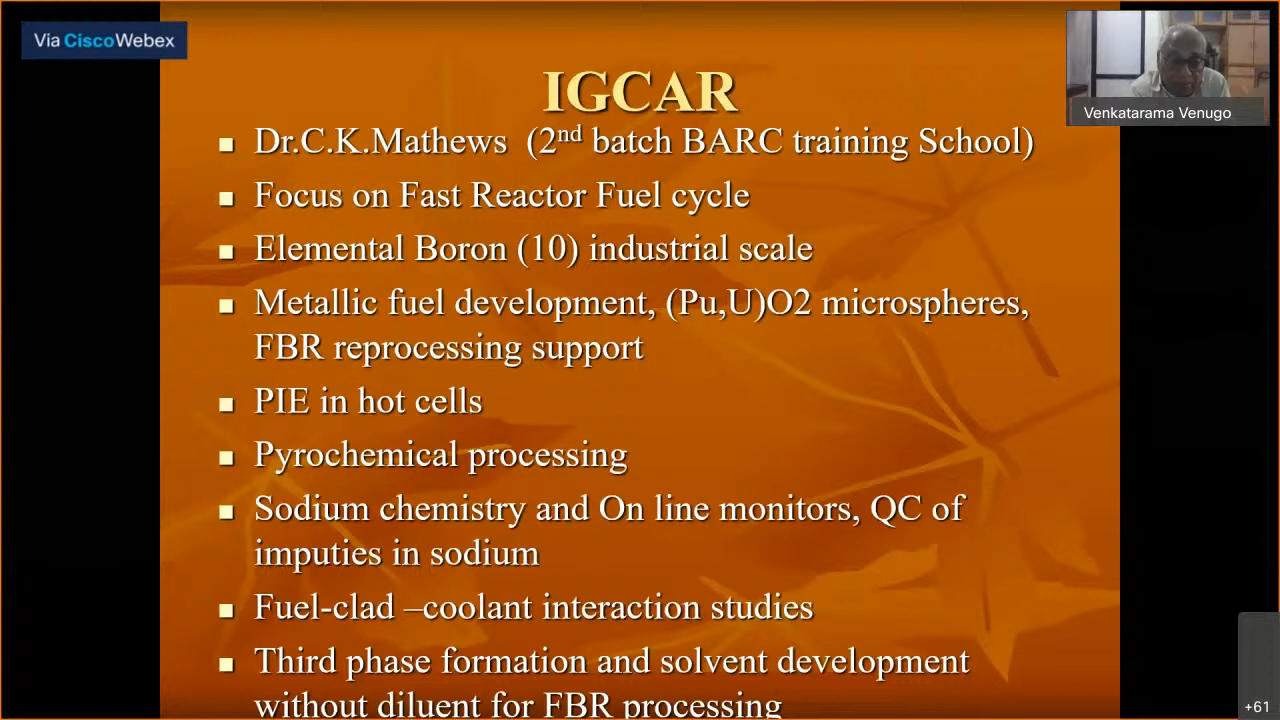 Via CiscoWebex
IGCAR
Venkatarama Venugo
Dr.C.K.Mathews (2nd batch BARC training School)
Focus on Fast Reactor Fuel cycle
Elemental Boron (10) industrial scale
Metallic fuel development, (Pu,U)O2 microspheres,
FBR reprocessing support
PIE in hot cells
Pyrochemical processing
Sodium chemistry and On line monitors, QC of
imputies in sodium
Fuel-clad –coolant interaction studies
Third phase formation and solvent development
without diluent for FBR processing
+61